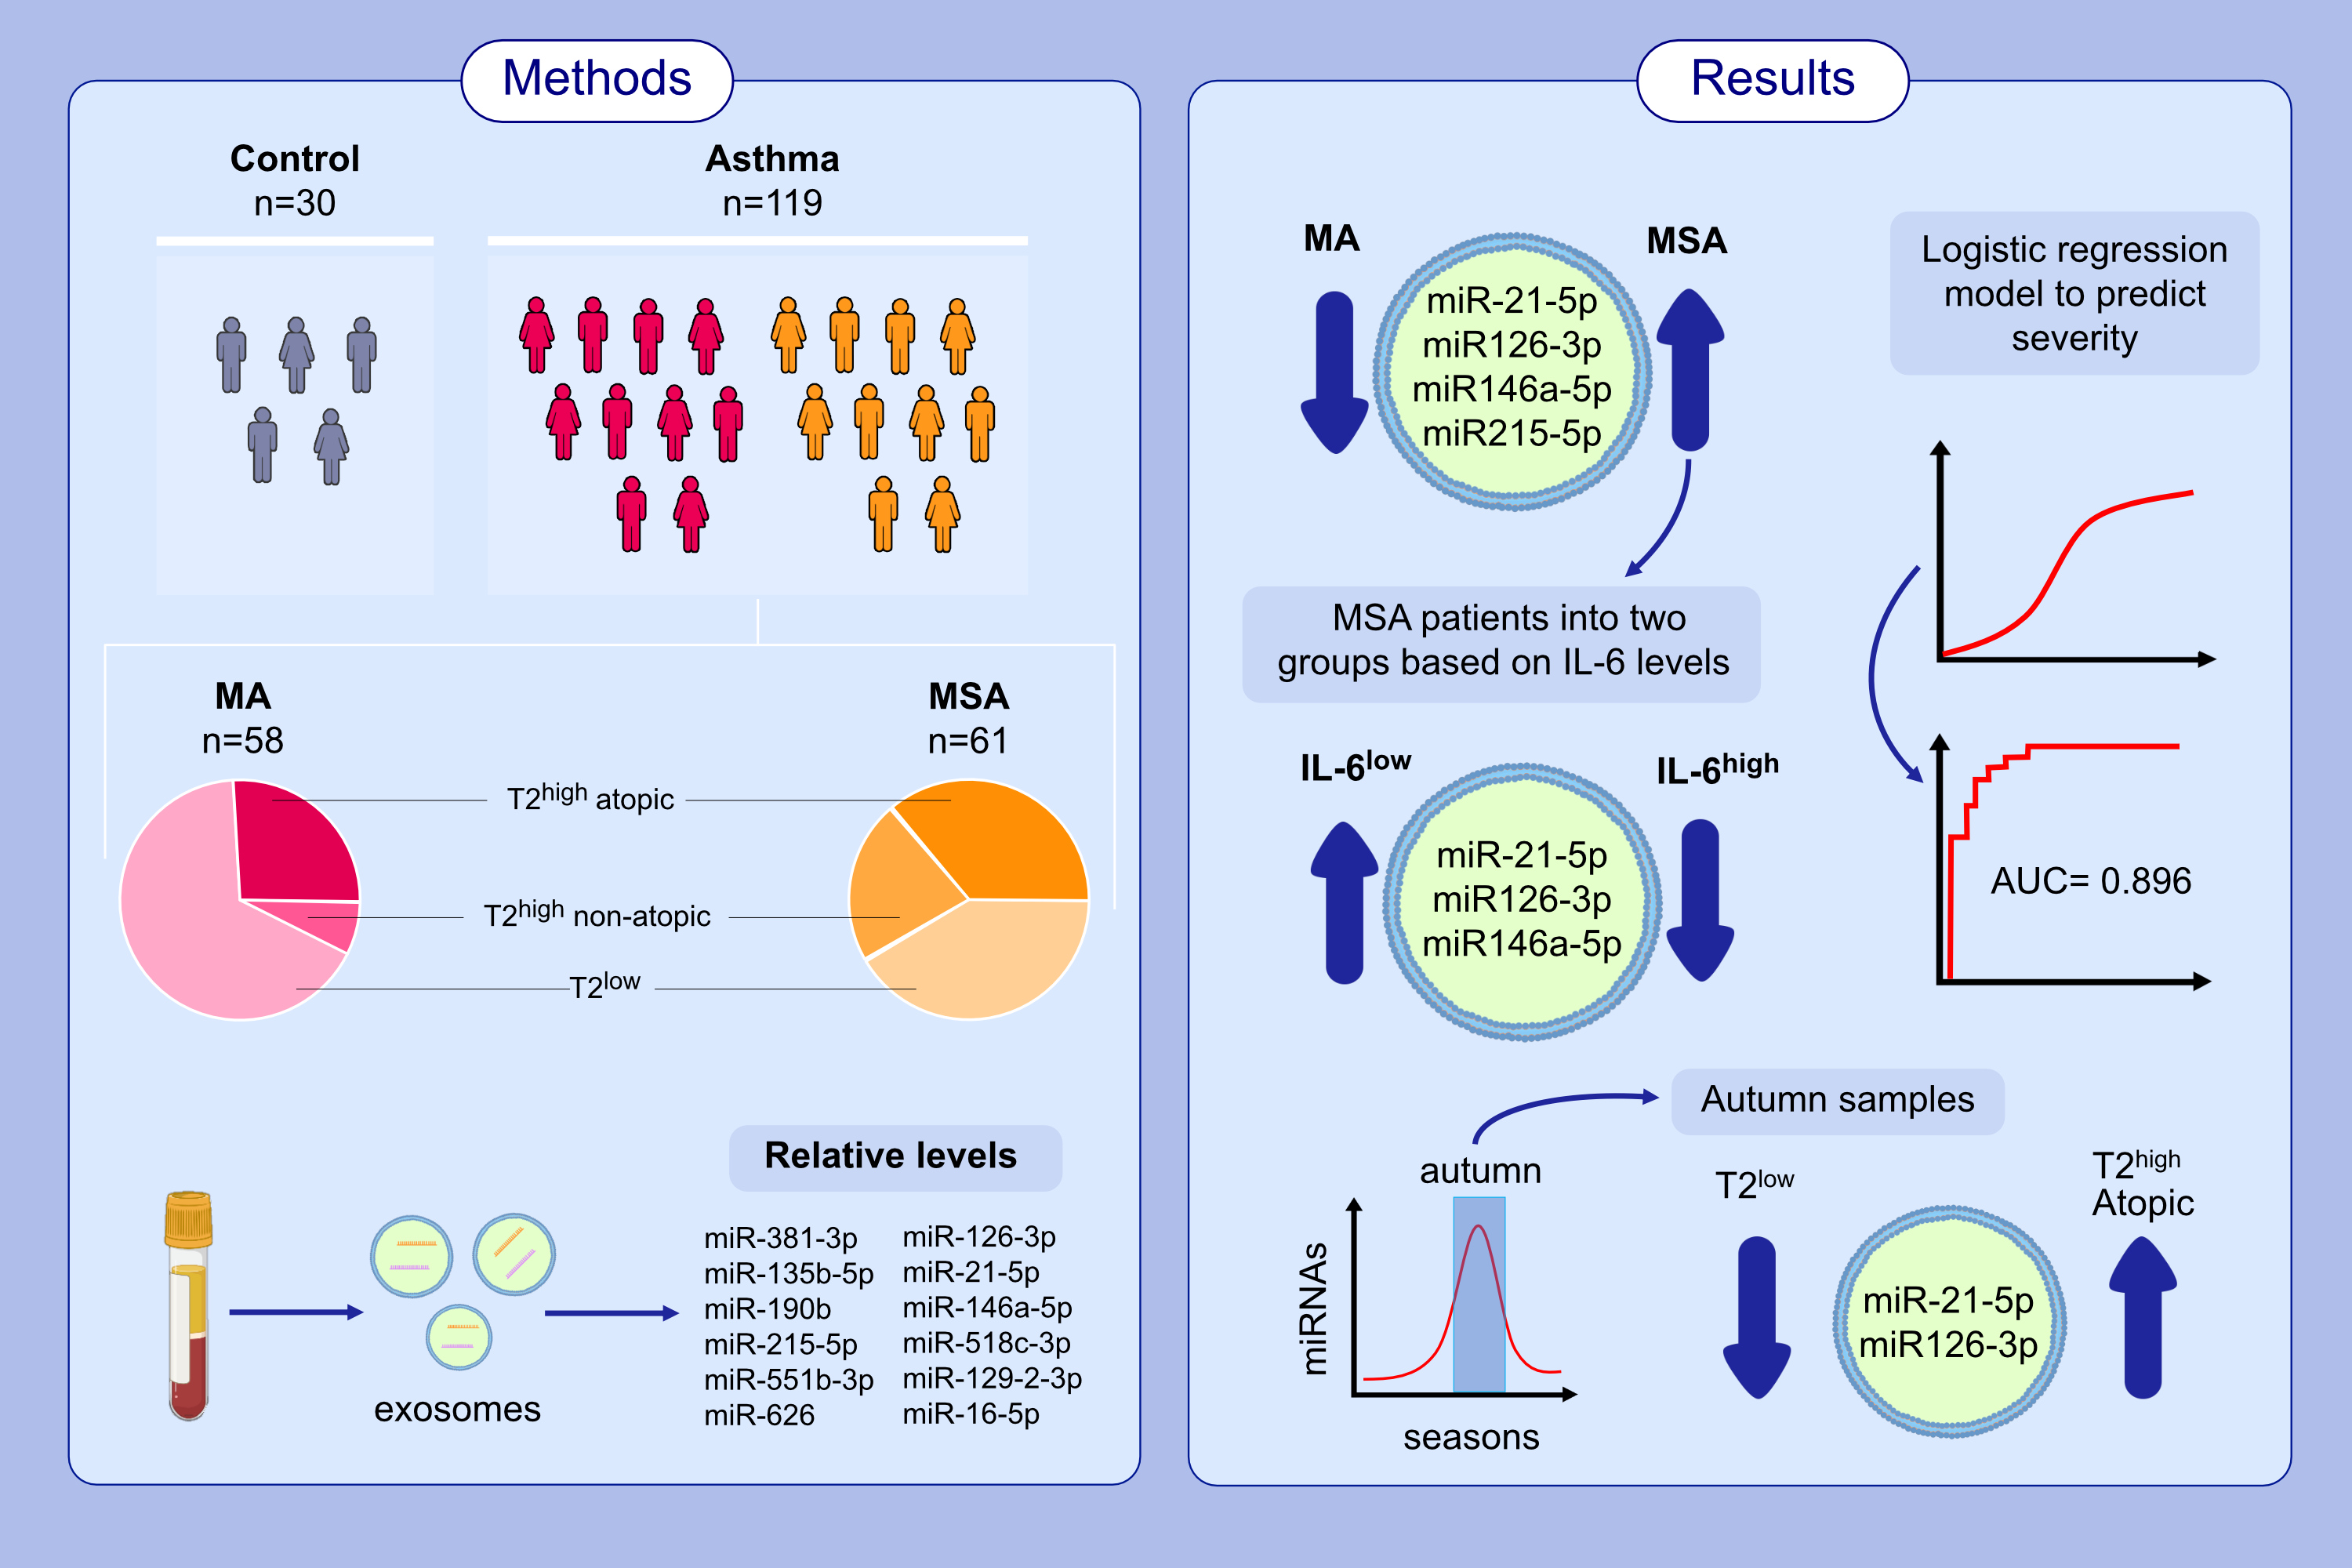 Methods
Control
n=30
Asthma
n=119
MA
n=58
MSA
n=61
T2high atopic
T2high non-atopic
T2low
Relative levels
exosomes
miR-381-3p
miR-135b-5p
miR-190b
miR-215-5p
miR-551b-3p
miR-626
miR-126-3p
miR-21-5p
miR-146a-5p
miR-518c-3p
miR-129-2-3p
miR-16-5p
Results
MA
MSA
miR-21-5p
miR126-3p
miR146a-5p
miR215-5p
MSA patients into two
groups based on IL-6 levels
IL-6low
IL-6high
miR-21-5p
miR126-3p
miR146a-5p
Logistic regression
model to predict
severity
AUC= 0.896
Autumn samples
autumn
miRNAs
seasons
T2low
T2high
Atopic
miR-21-5p
miR126-3p